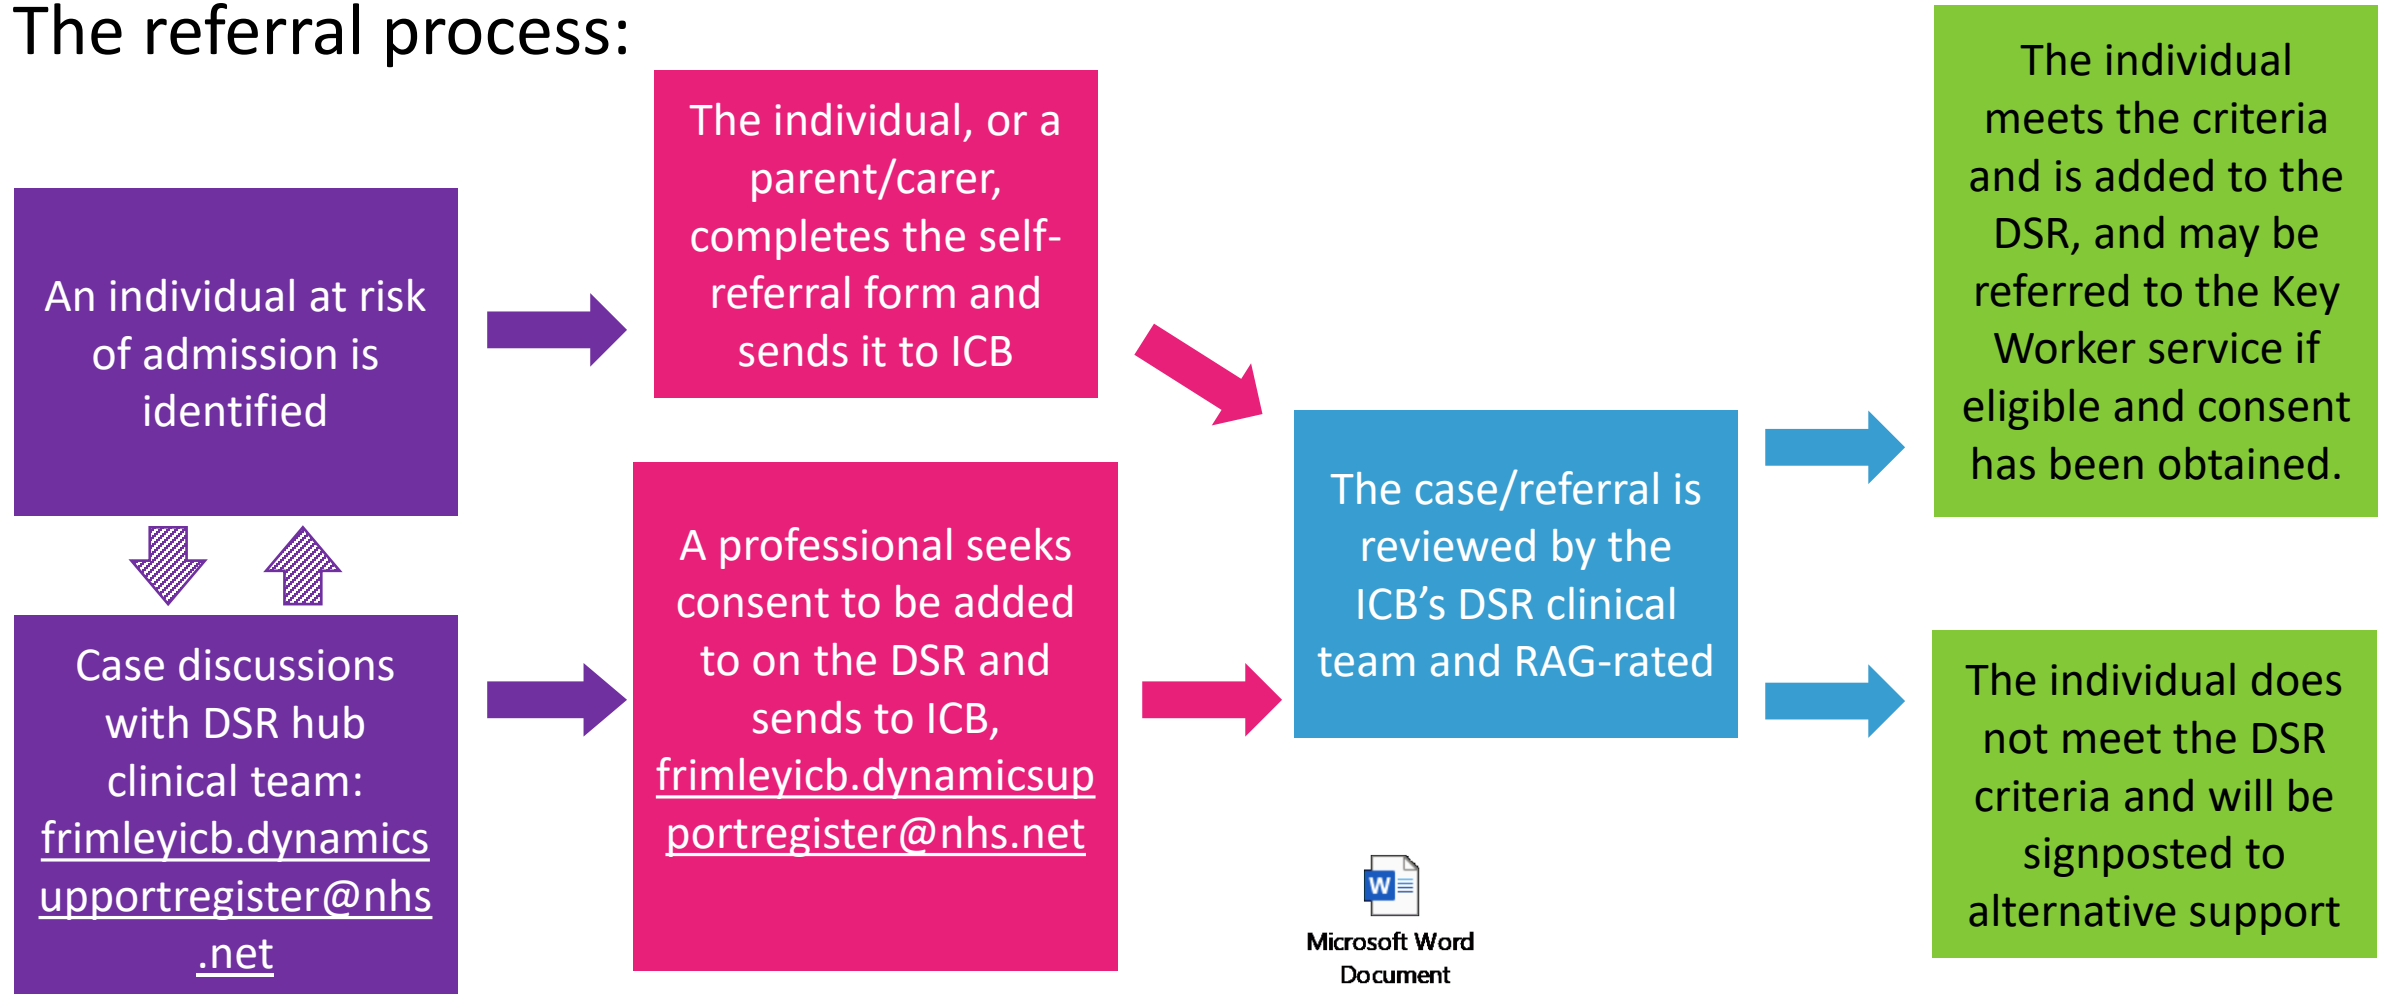 The referral process:
An individual at risk
of admission is
identified
Case discussions
with DSR hub
clinical team:
frimleyicb.dynamics
upportregister@nhs
.net
The individual, or a
parent/carer,
completes the self-
referral form and
sends it to ICB
A professional seeks
consent to be added
to on the DSR and
sends to ICB,
frimleyicb.dynamicsup
portregister@nhs.net
The case/referral is
reviewed by the
ICB’s DSR clinical
team and RAG-rated
W
Microsoft Word
Document
The individual
meets the criteria
and is added to the
DSR, and may be
referred to the Key
Worker service if
eligible and consent
has been obtained.
The individual does
not meet the DSR
criteria and will be
signposted to
alternative support